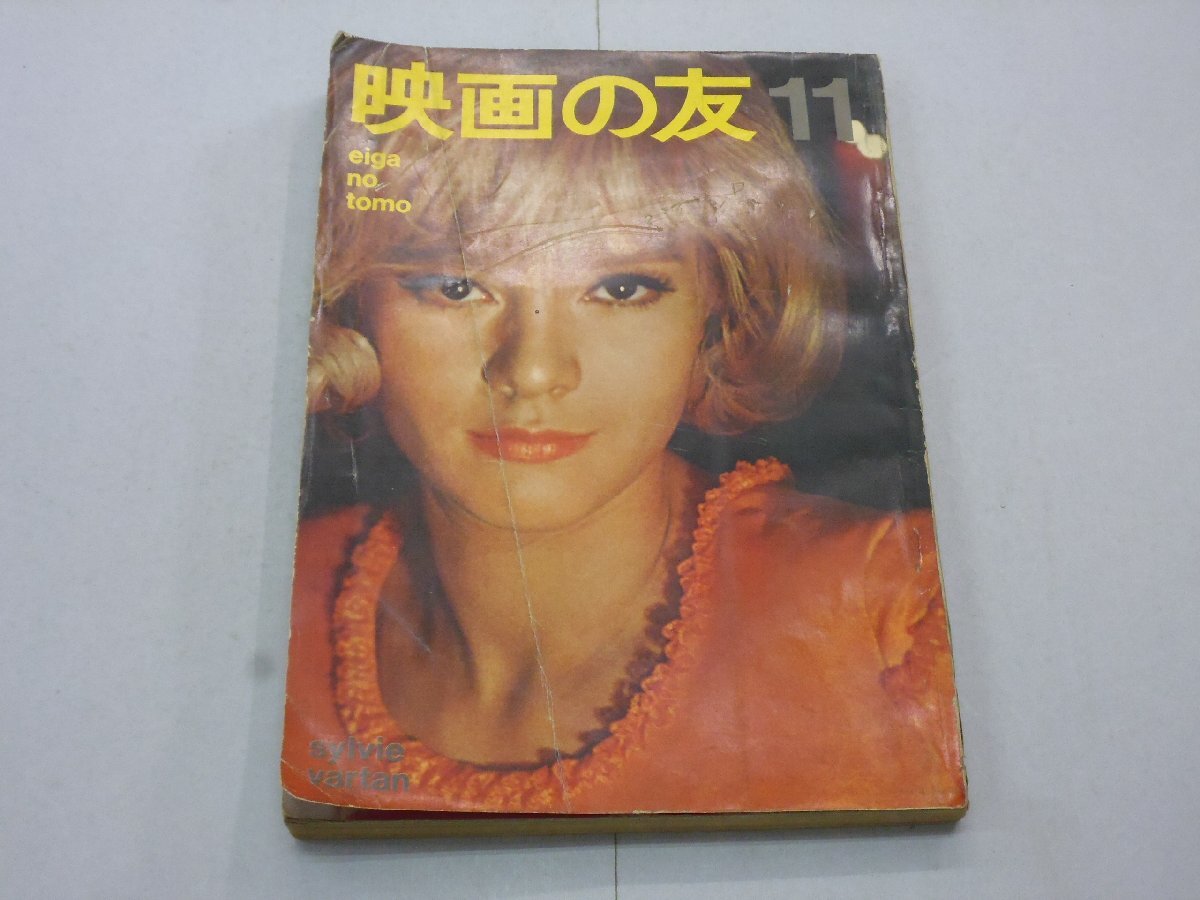 映画の友 11
eiga
no
tomo
sylvie
vartan